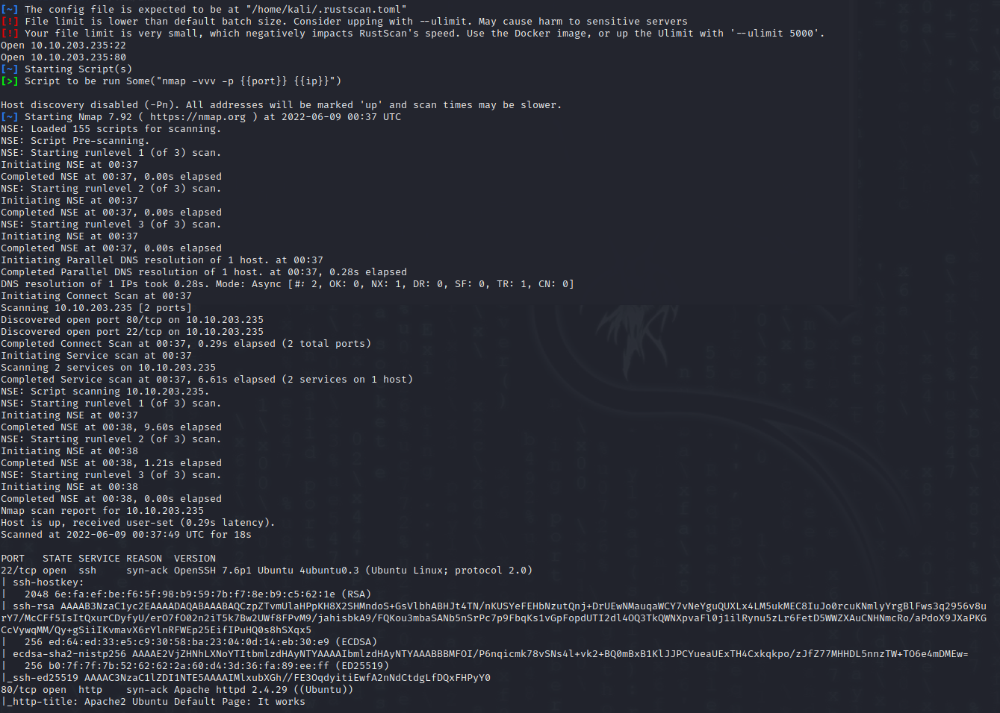 [~] The config file is expected to be at "/home/kali/.rustscan.toml"
[!] File limit is lower than default batch size. Consider upping with --ulimit. May cause harm to sensitive servers
[!] Your file limit is very small, which negatively impacts RustScan's speed. Use the Docker image, or up the Ulimit with '--ulimit 5000'.
Open 10.10.203.235:22
Open 10.10.203.235:80
[~] Starting Script(s)
[>] Script to be run Some("nmap -vvv -p {{port}} {{ip}}")
Host discovery disabled (-Pn). All addresses will be marked 'up' and scan times may be slower.
[~] Starting Nmap 7.92 ( https://nmap.org ) at 2022-06-09 00:37 UTC
NSE: Loaded 155 scripts for scanning.
NSE: Script Pre-scanning.
NSE: Starting runlevel 1 (of 3) scan.
Initiating NSE at 00:37
Completed NSE at 00:37, 0.00s elapsed
NSE: Starting runlevel 2 (of 3) scan.
Initiating NSE at 00:37
Completed NSE at 00:37, 0.00s elapsed
NSE: Starting runlevel 3 (of 3) scan.
Initiating NSE at 00:37
Completed NSE at 00:37, 0.00s elapsed
Initiating Parallel DNS resolution of 1 host. at 00:37
Completed Parallel DNS resolution of 1 host. at 00:37, 0.28s elapsed
DNS resolution of 1 IPs took 0.28s. Mode: Async [#: 2, OK: 0, NX: 1, DR: 0, SF: 0, TR: 1, CN: 0]
Initiating Connect Scan at 00:37
Scanning 10.10.203.235 [2 ports]
Discovered open port 80/tcp on 10.10.203.235
Discovered open port 22/tcp on 10.10.203.235
Completed Connect Scan at 00:37, 0.29s elapsed (2 total ports)
Initiating Service scan at 00:37
Scanning 2 services on 10.10.203.235
Completed Service scan at 00:37, 6.61s elapsed (2 services on 1 host)
NSE: Script scanning 10.10.203.235.
NSE: Starting runlevel 1 (of 3) scan.
Initiating NSE at 00:37
Completed NSE at 00:38, 9.60s elapsed
NSE: Starting runlevel 2 (of 3) scan.
Initiating NSE at 00:38
Completed NSE at 00:38, 1.21s elapsed
NSE: Starting runlevel 3 (of 3) scan.
Initiating NSE at 00:38
Completed NSE at 00:38, 0.00s elapsed
Nmap scan report for 10.10.203.235
Host is up, received user-set (0.29s latency).
Scanned at 2022-06-09 00:37:49 UTC for 18s
PORT   STATE SERVICE REASON  VERSION
22/tcp open  ssh     syn-ack OpenSSH 7.6p1 Ubuntu 4ubuntu0.3 (Ubuntu Linux; protocol 2.0)
| ssh-hostkey:
|   2048 6e:fa:ef:be:f6:5f:98:b9:59:7b:f7:8e:b9:c5:62:1e (RSA)
| ssh-rsa AAAAB3NzaC1yc2EAAAADAQABAAABAQCzpZTvmUlaHPpKH8X2SHMndoS+GsVlbhABHJt4TN/nKUSYeFEHbNzutQnj+DrUEwNMauqaWCY7vNeYguQUXLx4LM5ukMEC8IuJo0rcuKNmlyYrgBlFws3q2956v8u
rY7/McCFf5IsItQxurCDyfyU/erO7fO02n2iT5k7Bw2UWf8FPvM9/jahisbkA9/FQKou3mbaSANb5nSrPc7p9FbqKs1vGpFopdUTI2dl4OQ3TkQWNXpvaFl0j1ilRynu5zLr6FetD5WWZXAuCNHNmcRo/aPdoX9JXaPKG
CcVywqMM/Qy+gSiiIKvmavX6rYlnRFWEp25EifIPuHQ0s8hSXqx5
|   256 ed:64:ed:33:e5:c9:30:58:ba:23:04:0d:14:eb:30:e9 (ECDSA)
| ecdsa-sha2-nistp256 AAAAE2VjZHNhLXNoYTItbmlzdHAyNTYAAAAIbmlzdHAyNTYAAABBBMFOI/P6nqicmk78vSNs4l+vk2+BQ0mBxB1KlJJPCYueaUExTH4Cxkqkpo/zJfZ77MHHDL5nnzTW+TO6e4mDMEw=
|   256 b0:7f:7f:7b:52:62:62:2a:60:d4:3d:36:fa:89:ee:ff (ED25519)
|_ssh-ed25519 AAAAC3NzaC1lZDI1NTE5AAAAIMlxubXGh//FE3OqdyitiEwfA2nNdCtdgLfDQxFHPyY0
80/tcp open  http    syn-ack Apache httpd 2.4.29 ((Ubuntu))
|_http-title: Apache2 Ubuntu Default Page: It works